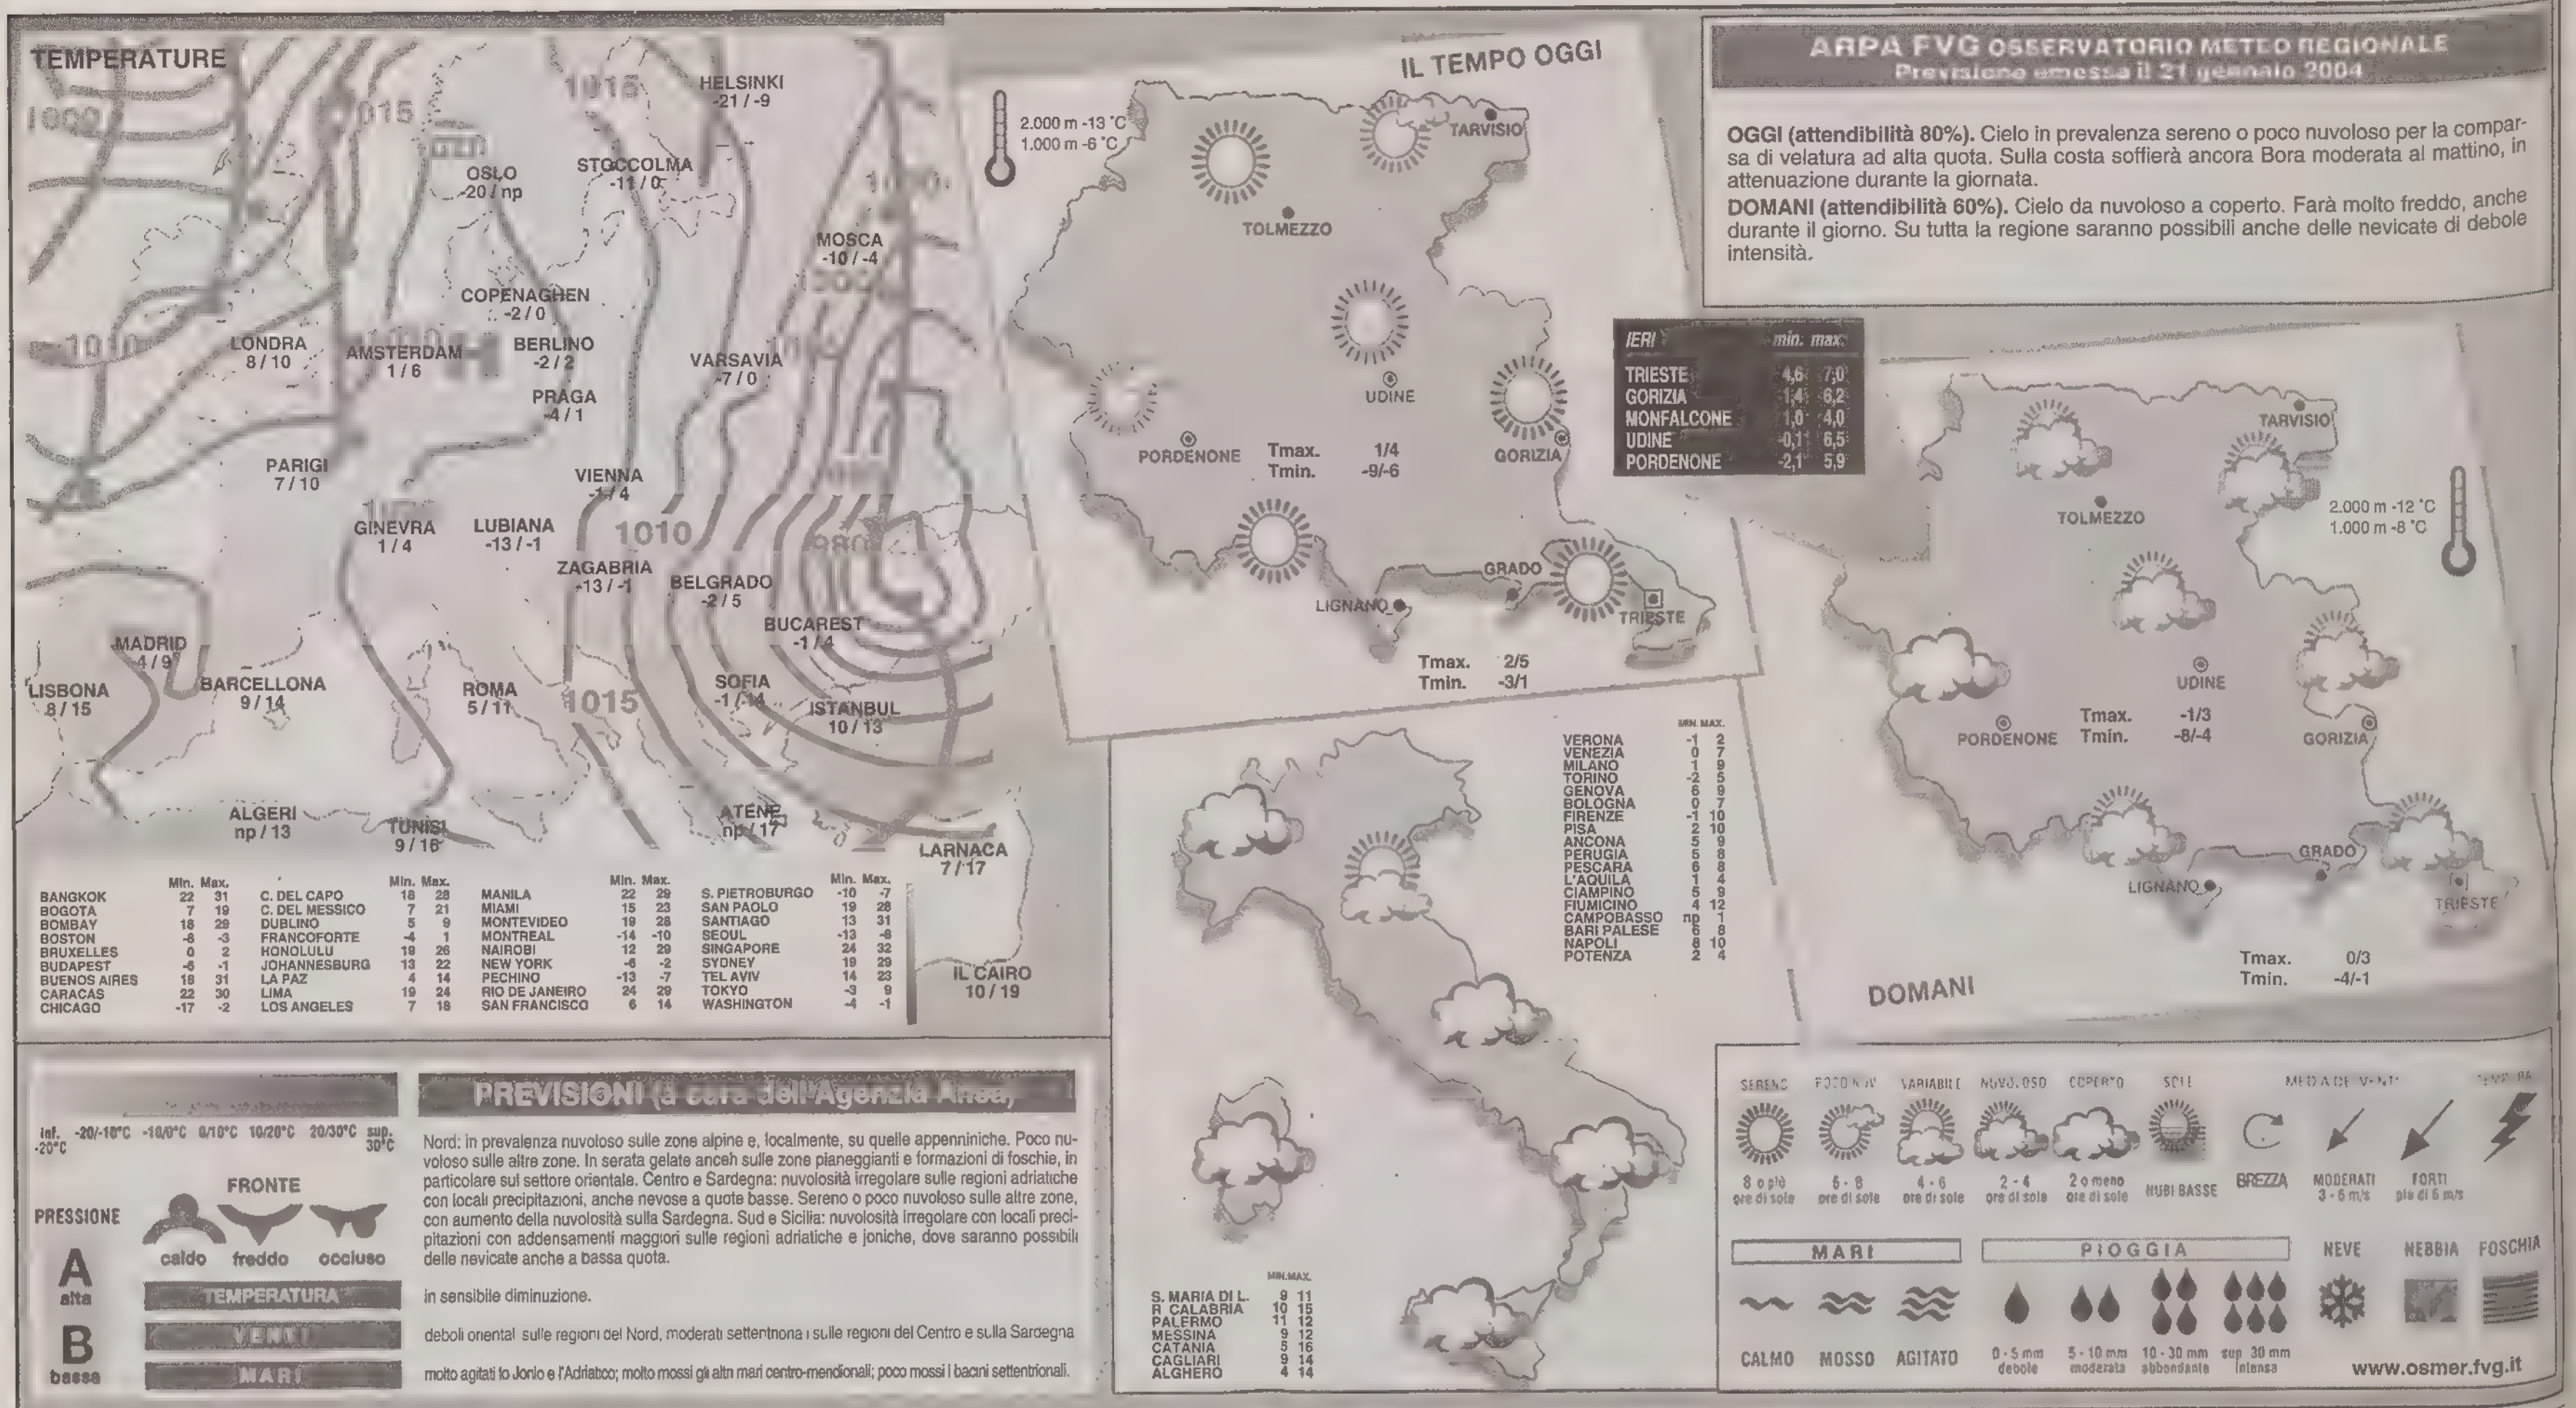 TEMPERATURE
1000
1015
1015
HELSINKI
-21 / -9
OSLO
-20 / np
STOCCOLMA
-11 / 0
MOSCA
-10 / -4
COPENAGHEN
-2 / 0
1010
LONDRA
8 / 10
AMSTERDAM
1 / 6
BERLINO
-2 / 2
VARSAVIA
-7 / 0
PRAGA
-4 / 1
PARIGI
7 / 10
VIENNA
-1 / 4
GINEVRA
1 / 4
LUBIANA
-13 / -1
1010
ZAGABRIA
-13 / -1
BELGRADO
-2 / 5
BUCAREST
-1 / 4
MADRID
4 / 9
LISBONA
8 / 15
BARCELLONA
9 / 14
ROMA
5 / 11
1015
SOFIA
-1 / -14
ISTANBUL
10 / 13
ALGERI
np / 13
TUNISI
9 / 16
ATENE
np / 17
LARNACA
7 / 17
IL CAIRO
10 / 19
Min. Max.
BANGKOK 22 31
BOGOTA 7 19
BOMBAY 18 29
BOSTON -8 -3
BRUXELLES 0 2
BUDAPEST -6 -1
BUENOS AIRES 18 31
CARACAS 22 30
CHICAGO -17 -2
Min. Max.
C. DEL CAPO 18 28
C. DEL MESSICO 7 21
DUBLINO 5 9
FRANCOFORTE -4 1
HONOLULU 19 26
JOHANNESBURG 13 22
LA PAZ 4 14
LIMA 19 24
LOS ANGELES 7 18
Min. Max.
MANILA 22 29
MIAMI 15 23
MONTEVIDEO 19 28
MONTREAL -14 -10
NAIROBI 12 29
NEW YORK -6 -2
PECHINO -13 -7
RIO DE JANEIRO 24 29
SAN FRANCISCO 6 14
Min. Max.
S. PIETROBURGO -10 -7
SAN PAOLO 19 28
SANTIAGO 13 31
SEOUL -13 -8
SINGAPORE 24 32
SYDNEY 19 29
TEL AVIV 14 23
TOKYO -3 9
WASHINGTON -4 -1
IL TEMPO OGGI
2.000 m -13 °C
1.000 m -6 °C
TARVISIO
TOLMEZZO
UDINE
PORDENONE
Tmax. 1/4
Tmin. -9/-6
GORIZIA
GRADO
LIGNANO
TRIESTE
Tmax. 2/5
Tmin. -3/1
ARPA FVG OSSERVATORIO METEO REGIONALE
Previsione emessa il 21 gennaio 2004
OGGI (attendibilità 80%). Cielo in prevalenza sereno o poco nuvoloso per la compar-
sa di velatura ad alta quota. Sulla costa soffierà ancora Bora moderata al mattino, in
attenuazione durante la giornata.
DOMANI (attendibilità 60%). Cielo da nuvoloso a coperto. Farà molto freddo, anche
durante il giorno. Su tutta la regione saranno possibili anche delle nevicate di debole
intensità.
IERI min. max.
TRIESTE 4,6 7,0
GORIZIA -1,4 6,2
MONFALCONE 1,0 4,0
UDINE -0,1 6,5
PORDENONE -2,1 5,9
TARVISIO
2.000 m -12 °C
1.000 m -8 °C
TOLMEZZO
UDINE
PORDENONE
Tmax. -1/3
Tmin. -8/-4
GORIZIA
GRADO
LIGNANO
TRIESTE
Tmax. 0/3
Tmin. -4/-1
DOMANI
MIN. MAX.
VERONA -1 2
VENEZIA 0 7
MILANO 1 9
TORINO -2 5
GENOVA 6 9
BOLOGNA 0 7
FIRENZE -1 10
PISA 2 10
ANCONA 5 9
PERUGIA 5 8
PESCARA 6 8
L'AQUILA 1 4
CIAMPINO 5 9
FIUMICINO 4 12
CAMPOBASSO np 1
BARI PALESE 6 8
NAPOLI 8 10
POTENZA 2 4
MIN. MAX.
S. MARIA DI L. 9 11
R. CALABRIA 10 15
PALERMO 11 12
MESSINA 9 12
CATANIA 5 16
CAGLIARI 9 14
ALGHERO 4 14
Inf. -20°C
-20/-10°C -10/0°C 0/10°C 10/20°C 20/30°C sup. 30°C
FRONTE
PRESSIONE
caldo freddo occluso
A
alta
B
bassa
PREVISIONI (a cura dell'Agenzia Ansa)
Nord: in prevalenza nuvoloso sulle zone alpine e, localmente, su quelle appenniniche. Poco nu-
voloso sulle altre zone. In serata gelate anceh sulle zone pianeggianti e formazioni di foschie, in
particolare sul settore orientale. Centro e Sardegna: nuvolosità irregolare sulle regioni adriatiche
con locali precipitazioni, anche nevose a quote basse. Sereno o poco nuvoloso sulle altre zone,
con aumento della nuvolosità sulla Sardegna. Sud e Sicilia: nuvolosità irregolare con locali preci-
pitazioni con addensamenti maggiori sulle regioni adriatiche e joniche, dove saranno possibili
delle nevicate anche a bassa quota.
TEMPERATURA
in sensibile diminuzione.
VENTI
deboli orientali sulle regioni del Nord, moderati settentrionali sulle regioni del Centro e sulla Sardegna
MARI
molto agitati lo Jonio e l'Adriatico; molto mossi gli altri mari centro-meridionali; poco mossi i bacini settentrionali.
SERENO POCO NUV. VARIABILE NUVOLOSO COPERTO SOLE MEDIA DEI VENTI
8 o più ore di sole
6 - 8 ore di sole
4 - 6 ore di sole
2 - 4 ore di sole
2 o meno ore di sole
NUBI BASSE
BREZZA
MODERATI 3 - 6 m/s
FORTI più di 6 m/s
MARI
PIOGGIA
NEVE NEBBIA FOSCHIA
CALMO MOSSO AGITATO
0 - 5 mm debole
5 - 10 mm moderata
10 - 30 mm abbondante
sup. 30 mm intensa
www.osmer.fvg.it